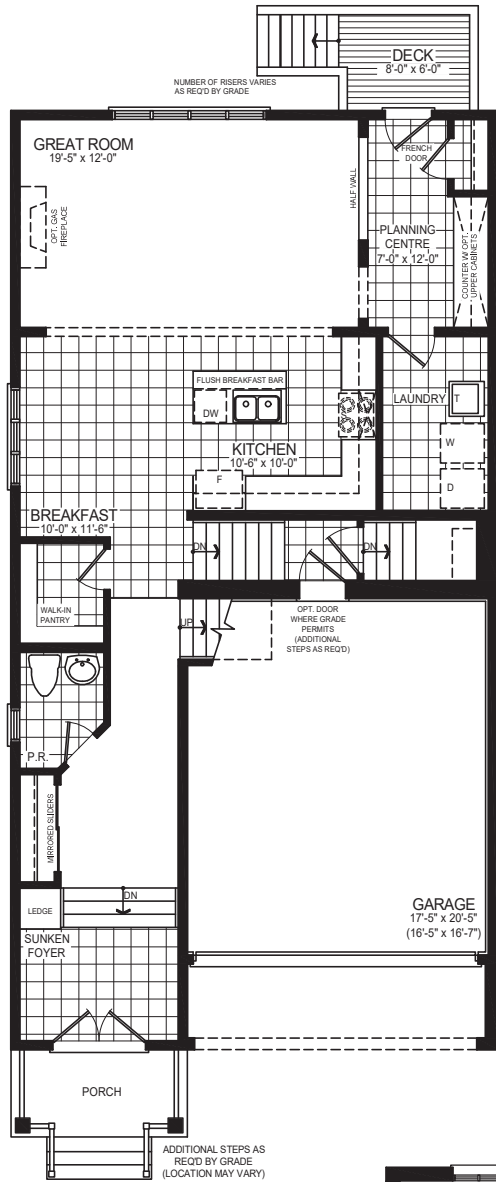 DECK
8'-0" x 6'-0"
NUMBER OF RISERS VARIES
AS REQ'D BY GRADE
GREAT ROOM
19'-5" x 12'-0"
FRENCH
DOOR
HALF WALL
OPT. GAS
FIREPLACE
PLANNING
CENTRE
7'-0" x 12'-0"
COUNTER W/ OPT.
UPPER CABINETS
FLUSH BREAKFAST BAR
DW
LAUNDRY
T
W
D
KITCHEN
10'-6" x 10'-0"
F
BREAKFAST
10'-0" x 11'-6"
DN
DN
WALK-IN
PANTRY
UP
OPT. DOOR
WHERE GRADE
PERMITS
(ADDITIONAL
STEPS AS REQ'D)
P.R.
MIRRORED SLIDERS
DN
LEDGE
SUNKEN
FOYER
GARAGE
17'-5" x 20'-5"
(16'-5" x 16'-7")
PORCH
ADDITIONAL STEPS AS
REQ'D BY GRADE
(LOCATION MAY VARY)